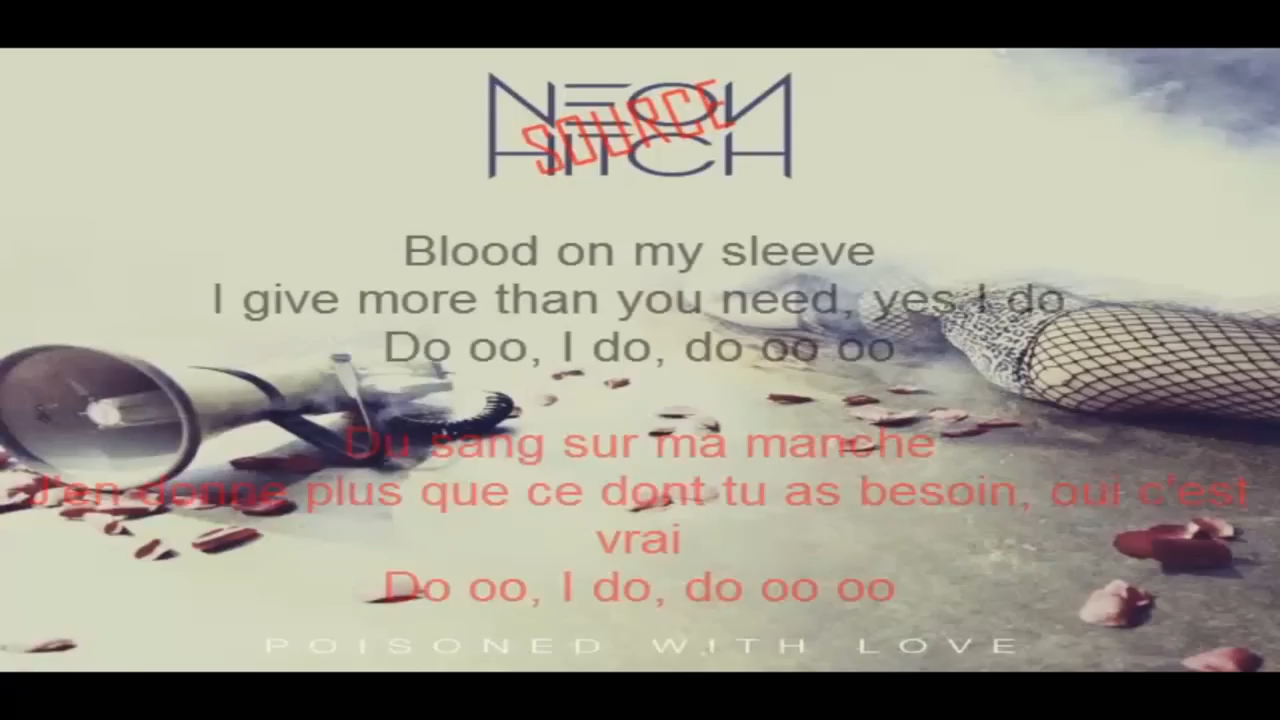 NEON
SOURCE
HITCH
Blood on my sleeve
I give more than you need, yes I do
Do oo, I do, do oo oo
Du sang sur ma manche
J'en donne plus que ce dont tu as besoin, oui c'est
vrai
Do oo, I do, do oo oo
POISONED WITH LOVE